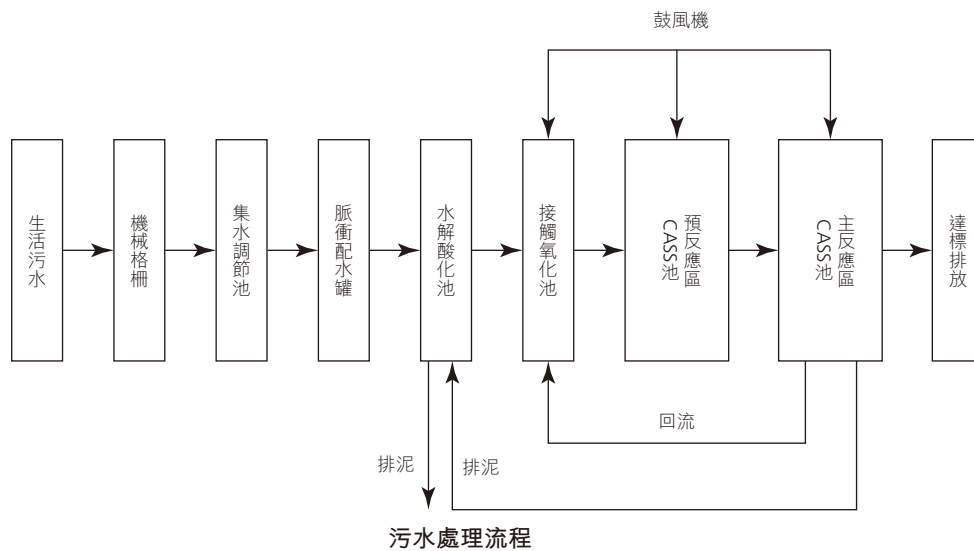 鼓風機
生活污水
機械格柵
集水調節池
脈衝配水罐
水解酸化池
接觸氧化池
預反應區
CASS池
主反應區
CASS池
達標排放
回流
排泥
排泥
污水處理流程